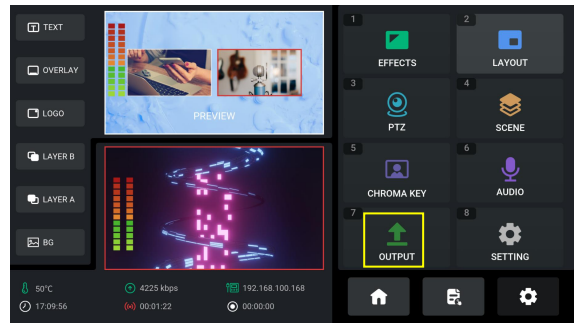 TEXT
OVERLAY
LOGO
LAYER B
LAYER A
BG
PREVIEW
1
EFFECTS
2
LAYOUT
3
PTZ
4
SCENE
5
CHROMA KEY
6
AUDIO
7
OUTPUT
8
SETTING
50°C
4225 kbps
192.168.100.168
17:09:56
00:01:22
00:00:00